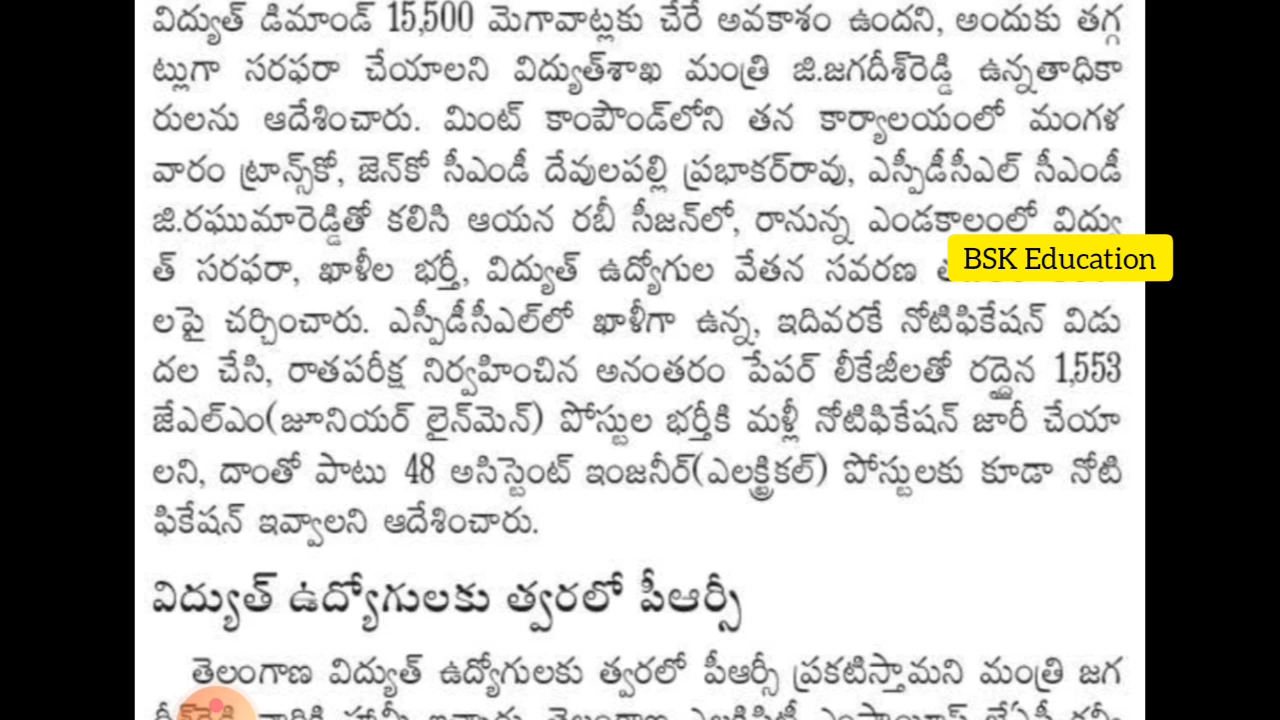 విద్యుత్ డిమాండ్ 15,500 మెగావాట్లకు చేరే అవకాశం ఉందని, అందుకు తగ్గ
ట్లుగా సరఫరా చేయాలని విద్యుత్‌శాఖ మంత్రి జి.జగదీశ్‌రెడ్డి ఉన్నతాధికా
రులను ఆదేశించారు. మింట్ కాంపౌండ్‌లోని తన కార్యాలయంలో మంగళ
వారం ట్రాన్స్‌కో, జెన్‌కో సీఎండీ దేవులపల్లి ప్రభాకర్‌రావు, ఎస్పీడీసీఎల్ సీఎండీ
జి.రఘుమారెడ్డితో కలిసి ఆయన రబీ సీజన్‌లో, రానున్న ఎండకాలంలో విద్యు
త్ సరఫరా, ఖాళీల భర్తీ, విద్యుత్ ఉద్యోగుల వేతన సవరణ
BSK Education
లపై చర్చించారు. ఎస్పీడీసీఎల్‌లో ఖాళీగా ఉన్న, ఇదివరకే నోటిఫికేషన్ విడు
దల చేసి, రాతపరీక్ష నిర్వహించిన అనంతరం పేపర్ లీకేజీలతో రద్దైన 1,553
జేఎల్ఎం(జూనియర్ లైన్‌మెన్) పోస్టుల భర్తీకి మళ్లీ నోటిఫికేషన్ జారీ చేయా
లని, దాంతో పాటు 48 అసిస్టెంట్ ఇంజనీర్(ఎలక్ట్రికల్) పోస్టులకు కూడా నోటి
ఫికేషన్ ఇవ్వాలని ఆదేశించారు.
విద్యుత్ ఉద్యోగులకు త్వరలో పీఆర్సీ
తెలంగాణ విద్యుత్ ఉద్యోగులకు త్వరలో పీఆర్సీ ప్రకటిస్తామని మంత్రి జగ